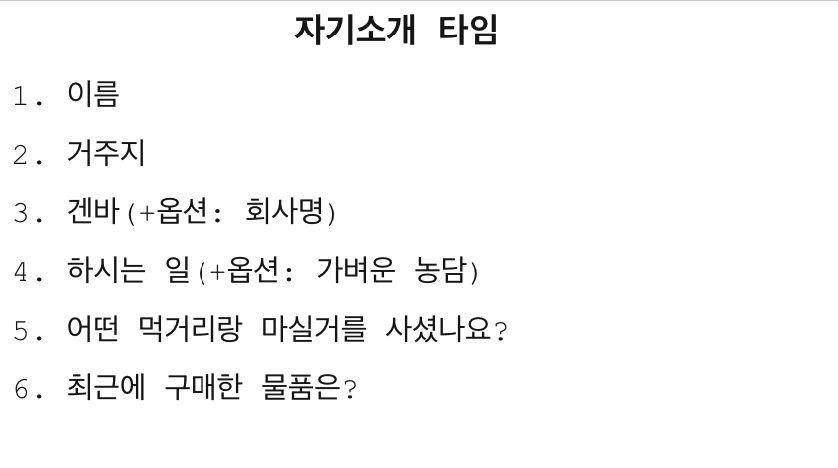 자기소개 타임
1. 이름
2. 거주지
3. 겐바(+옵션: 회사명)
4. 하시는 일(+옵션: 가벼운 농담)
5. 어떤 먹거리랑 마실거를 사셨나요?
6. 최근에 구매한 물품은?